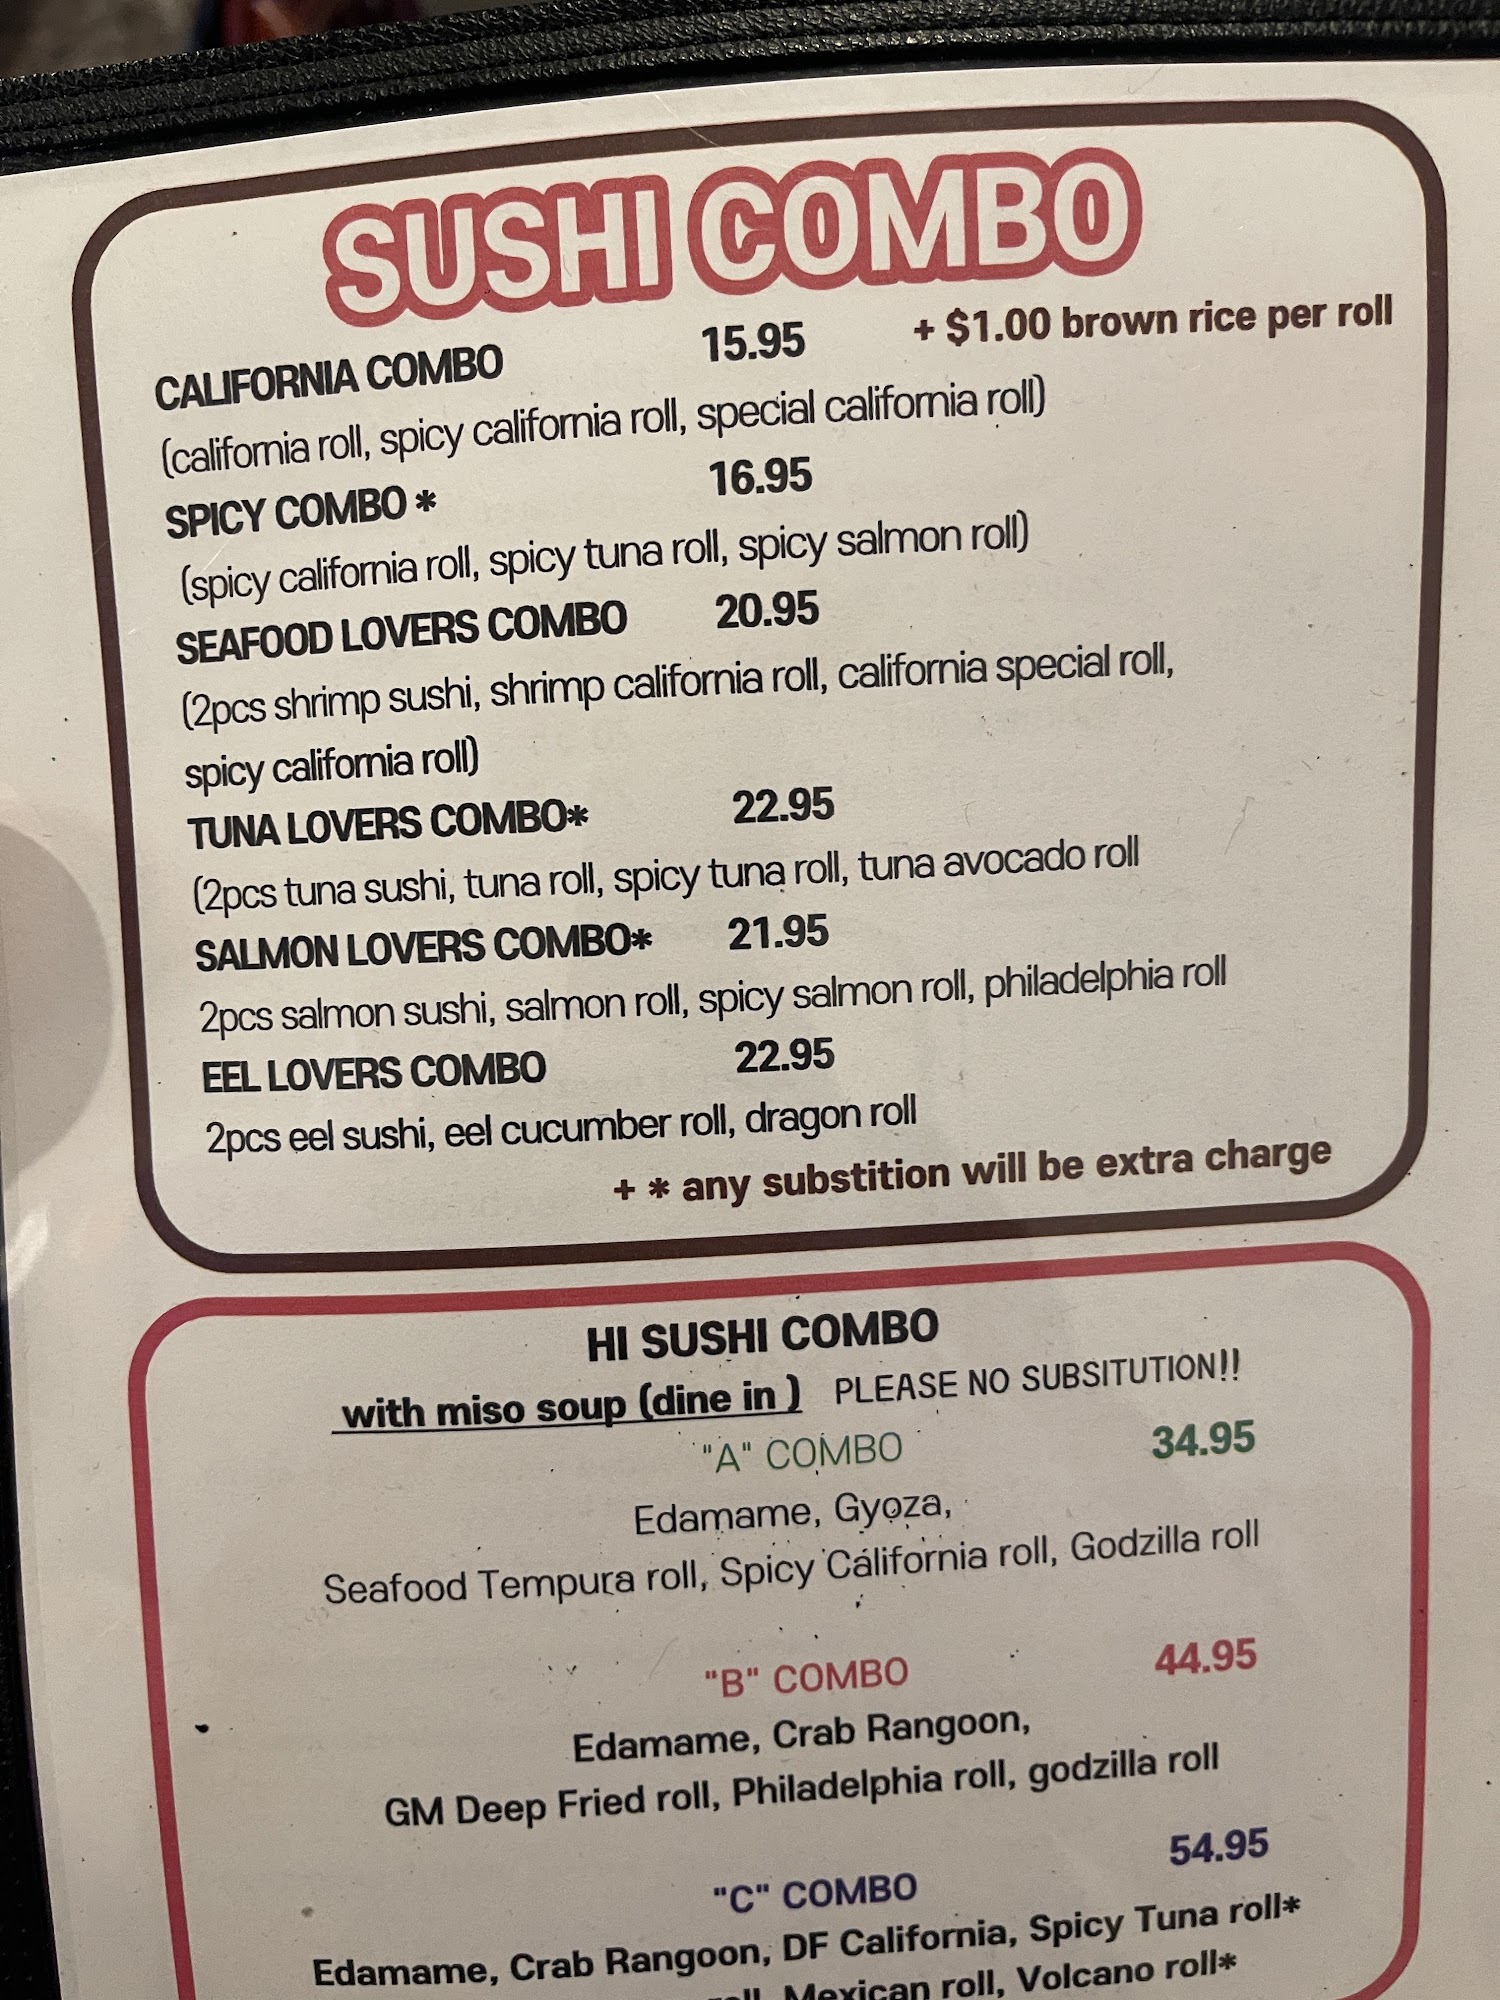 SUSHI COMBO
+ $1.00 brown rice per roll
CALIFORNIA COMBO 15.95
(california roll, spicy california roll, special california roll)
SPICY COMBO * 16.95
(spicy california roll, spicy tuna roll, spicy salmon roll)
SEAFOOD LOVERS COMBO 20.95
(2pcs shrimp sushi, shrimp california roll, california special roll,
spicy california roll)
TUNA LOVERS COMBO* 22.95
(2pcs tuna sushi, tuna roll, spicy tuna roll, tuna avocado roll
SALMON LOVERS COMBO* 21.95
2pcs salmon sushi, salmon roll, spicy salmon roll, philadelphia roll
EEL LOVERS COMBO 22.95
2pcs eel sushi, eel cucumber roll, dragon roll
+ * any substition will be extra charge
HI SUSHI COMBO
with miso soup (dine in ) PLEASE NO SUBSITUTION!!
"A" COMBO 34.95
Edamame, Gyoza,
Seafood Tempura roll, Spicy California roll, Godzilla roll
"B" COMBO 44.95
Edamame, Crab Rangoon,
GM Deep Fried roll, Philadelphia roll, godzilla roll
"C" COMBO 54.95
Edamame, Crab Rangoon, DF California, Spicy Tuna roll*
Mexican roll, Volcano roll*